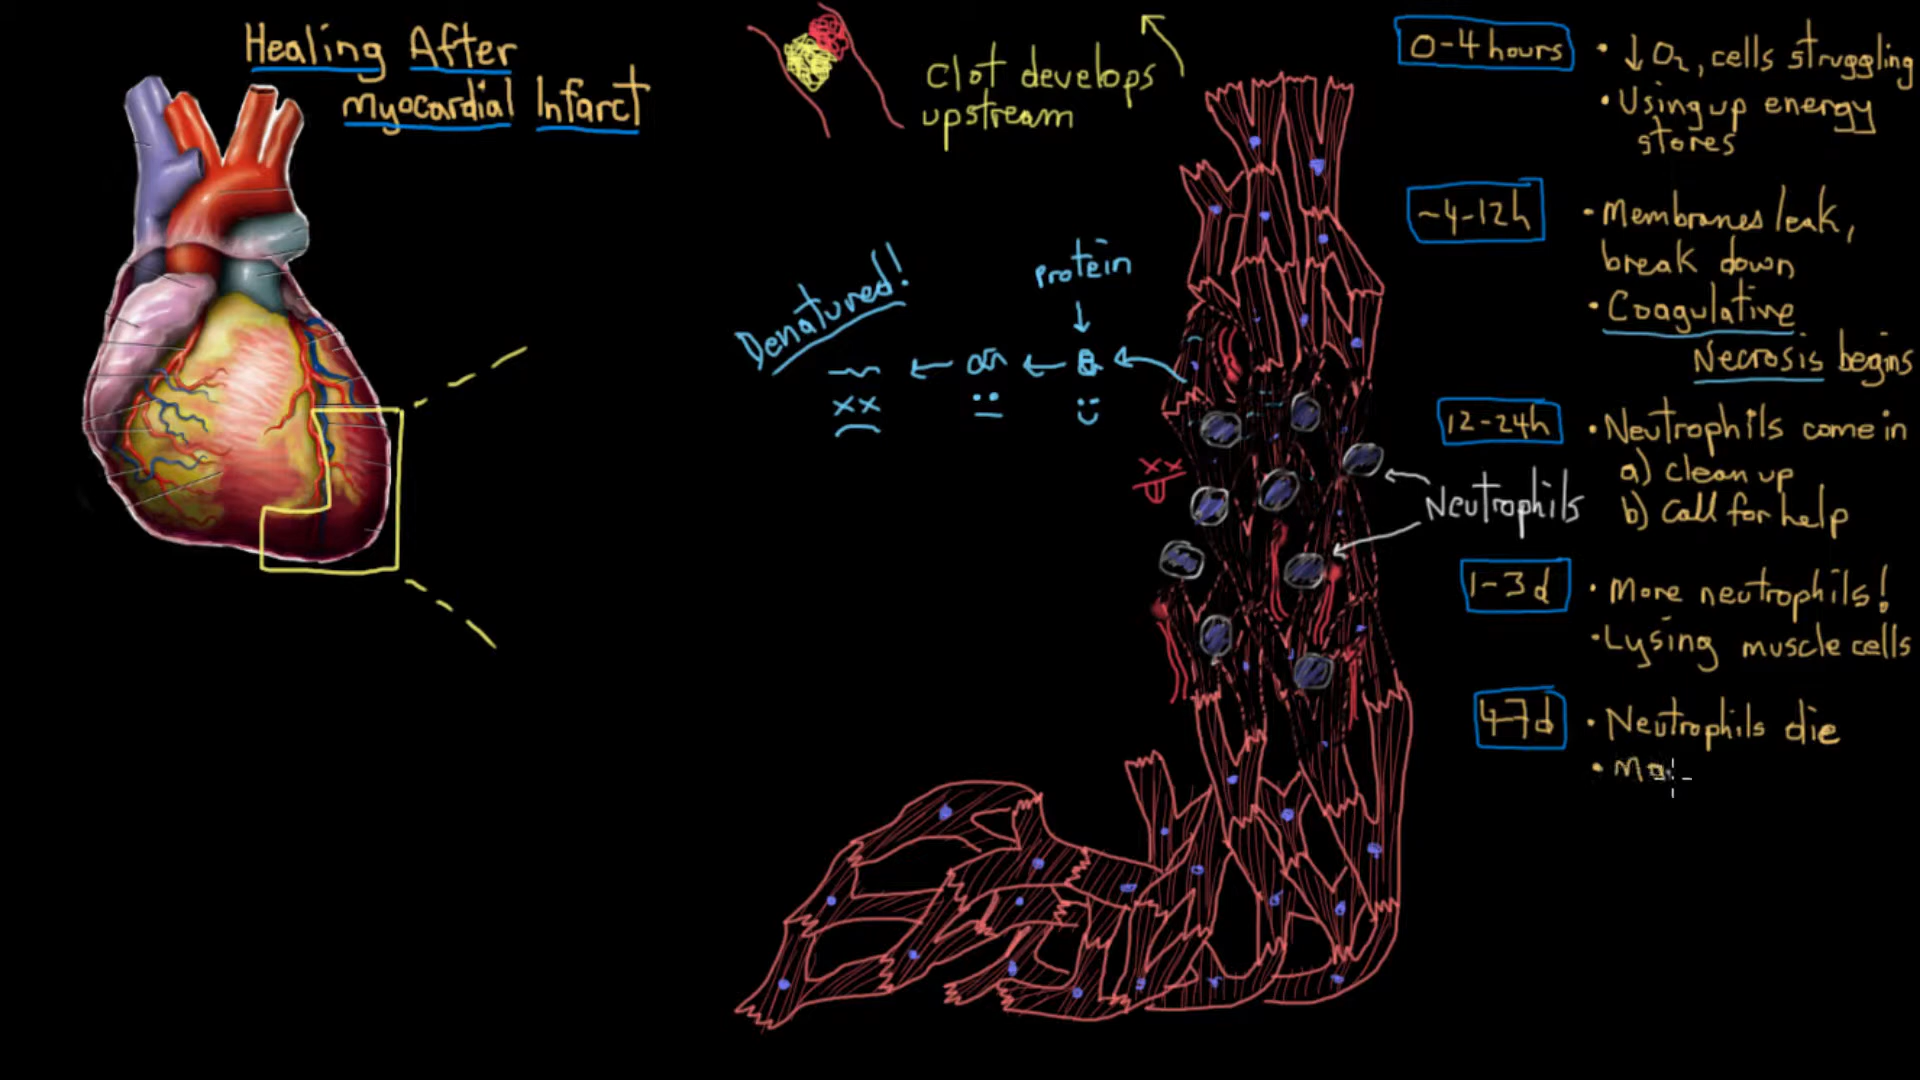 Healing After
Myocardial Infarct
Clot develops
upstream
Denatured!
Protein
Neutrophils
0-4 hours
• ↓ O₂, cells struggling
• Using up energy
stores
~4-12h
• Membranes leak,
break down
• Coagulative
Necrosis begins
12-24h
• Neutrophils come in
a) clean up
b) Call for help
1-3d
• More neutrophils!
• Lysing muscle cells
4-7d
• Neutrophils die
• Ma